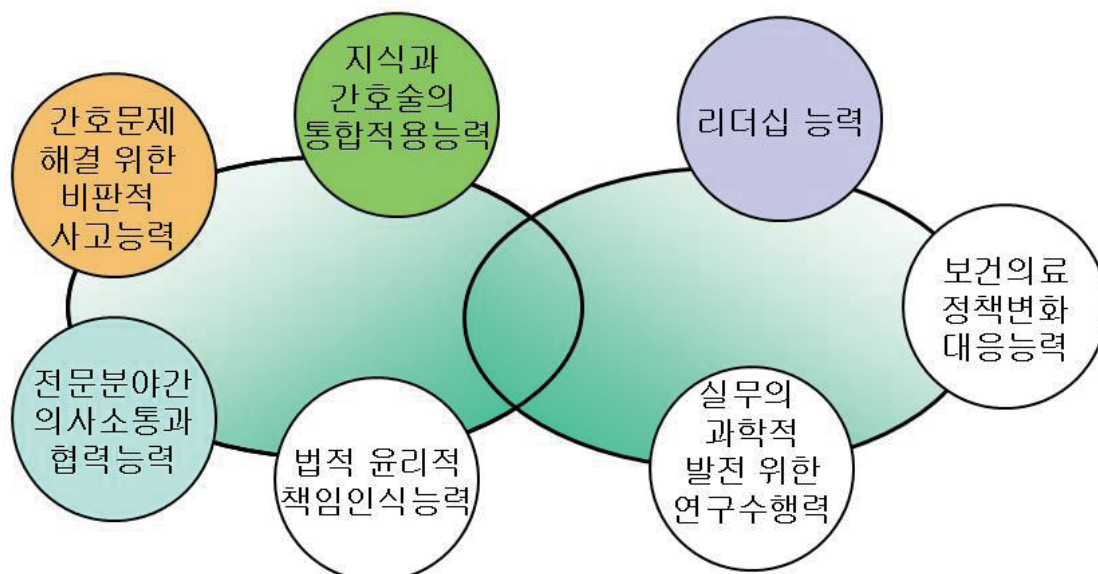 지식과
간호술의
통합적용능력
리더십 능력
간호문제
해결 위한
비판적
사고능력
보건의료
정책변화
대응능력
전문분야간
의사소통과
협력능력
법적 윤리적
책임인식능력
실무의
과학적
발전 위한
연구수행력